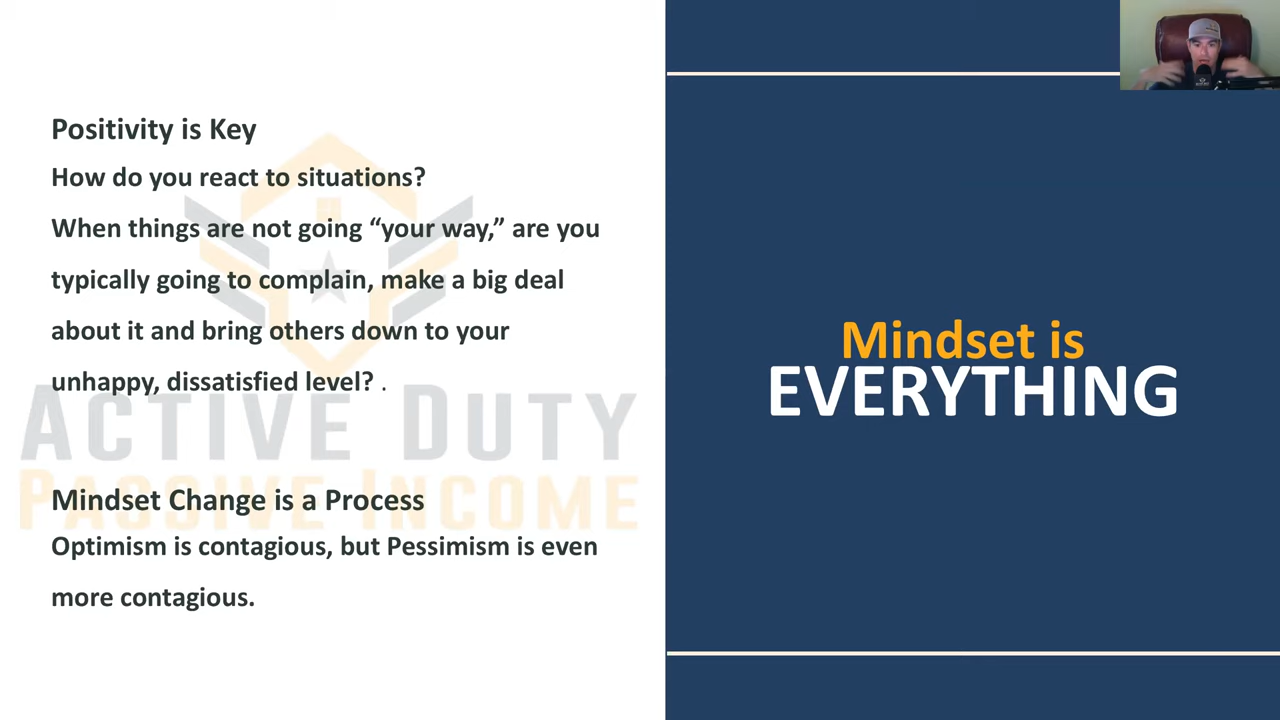 Positivity is Key
How do you react to situations?
When things are not going “your way,” are you
typically going to complain, make a big deal
about it and bring others down to your
unhappy, dissatisfied level? .
ACTIVE DUTY
PASSIVE INCOME
Mindset Change is a Process
Optimism is contagious, but Pessimism is even
more contagious.
Mindset is
EVERYTHING